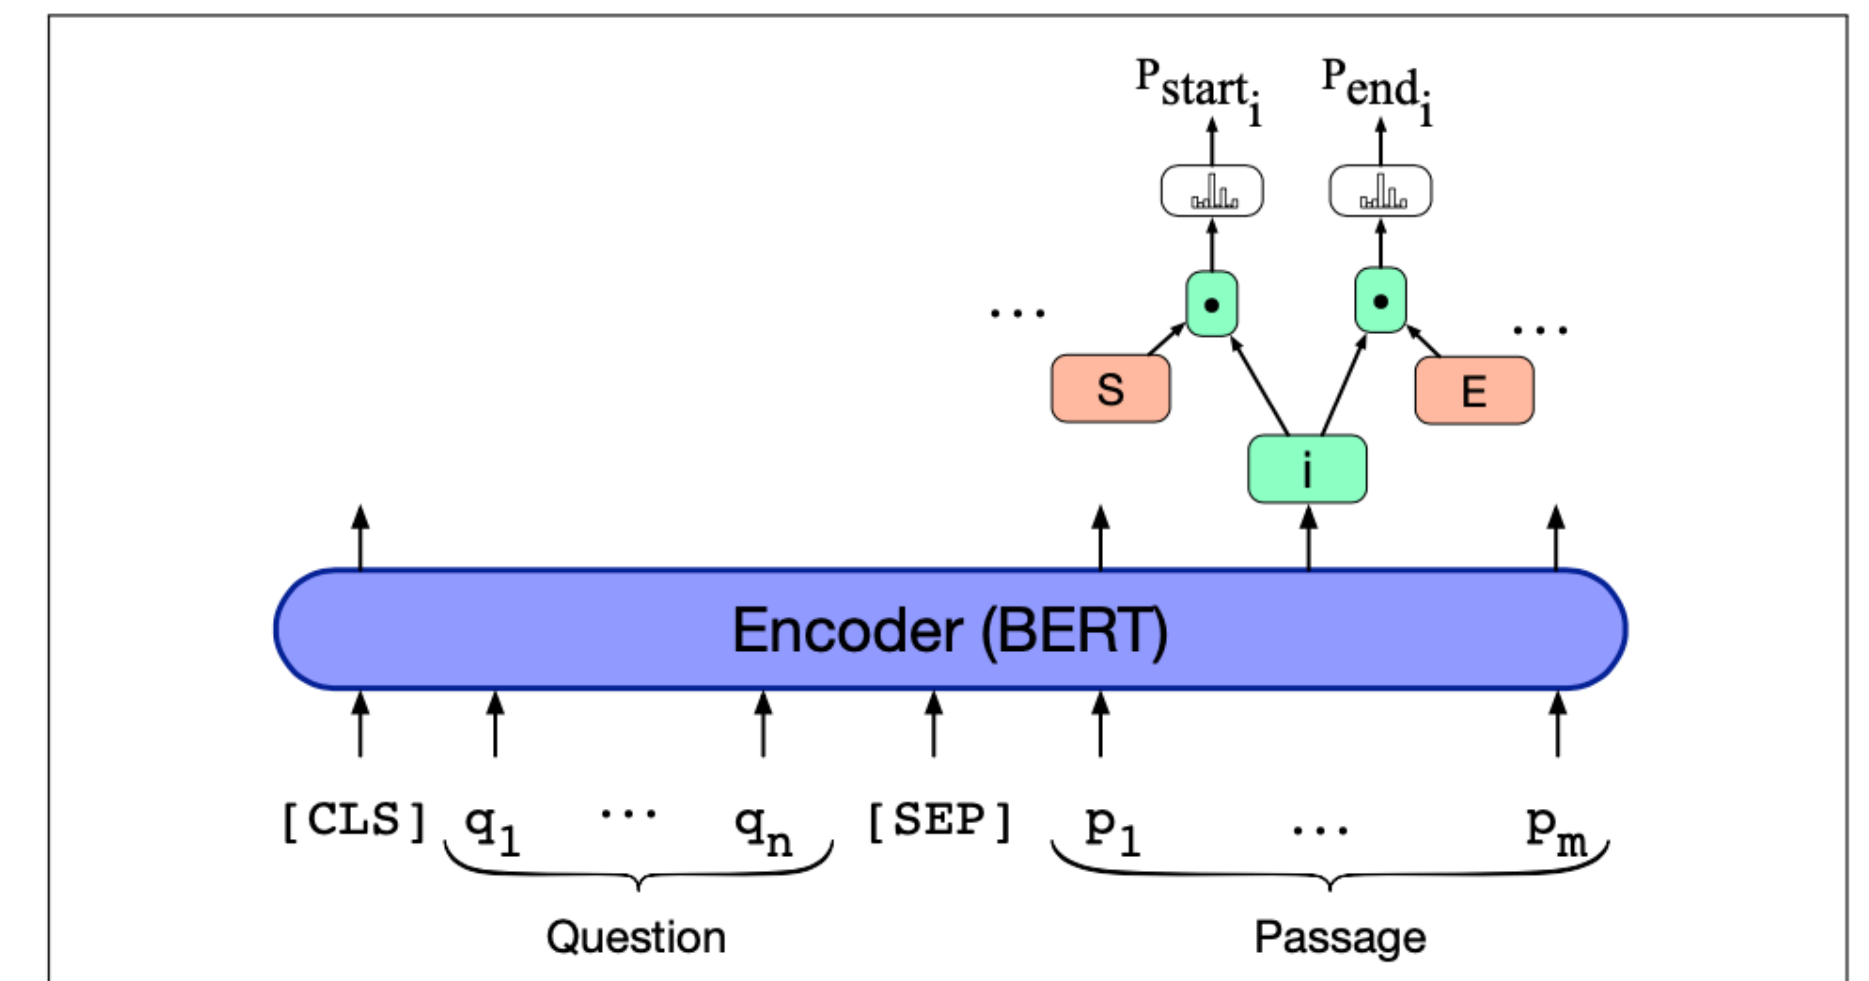 Pstarti Pendi
... ...
S E
i
Encoder (BERT)
[CLS] q1 ... qn [SEP] p1 ... pm
Question Passage